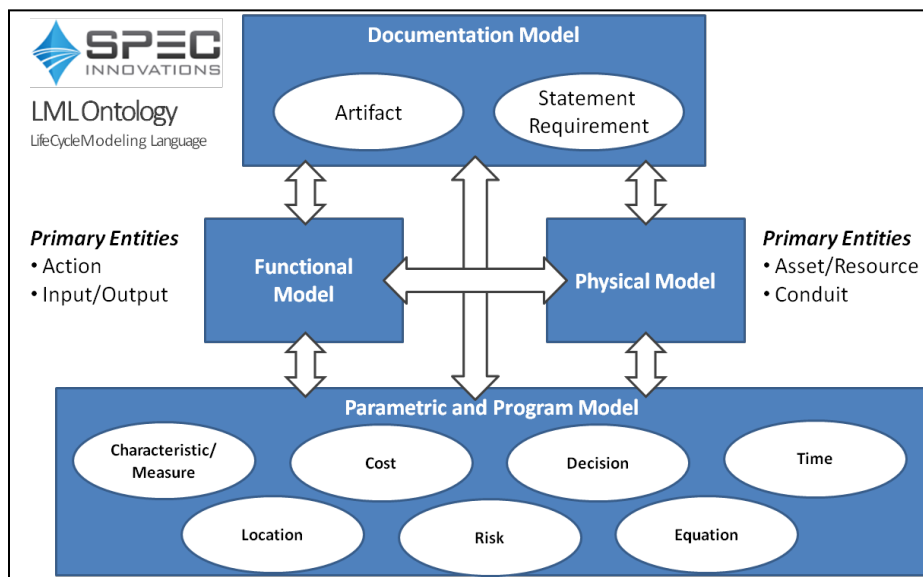 SPEC
INNOVATIONS
LML Ontology
LifeCycleModeling Language
Documentation Model
Artifact
Statement
Requirement
Primary Entities
• Action
• Input/Output
Functional
Model
Physical Model
Primary Entities
• Asset/Resource
• Conduit
Parametric and Program Model
Characteristic/
Measure
Cost
Decision
Time
Location
Risk
Equation